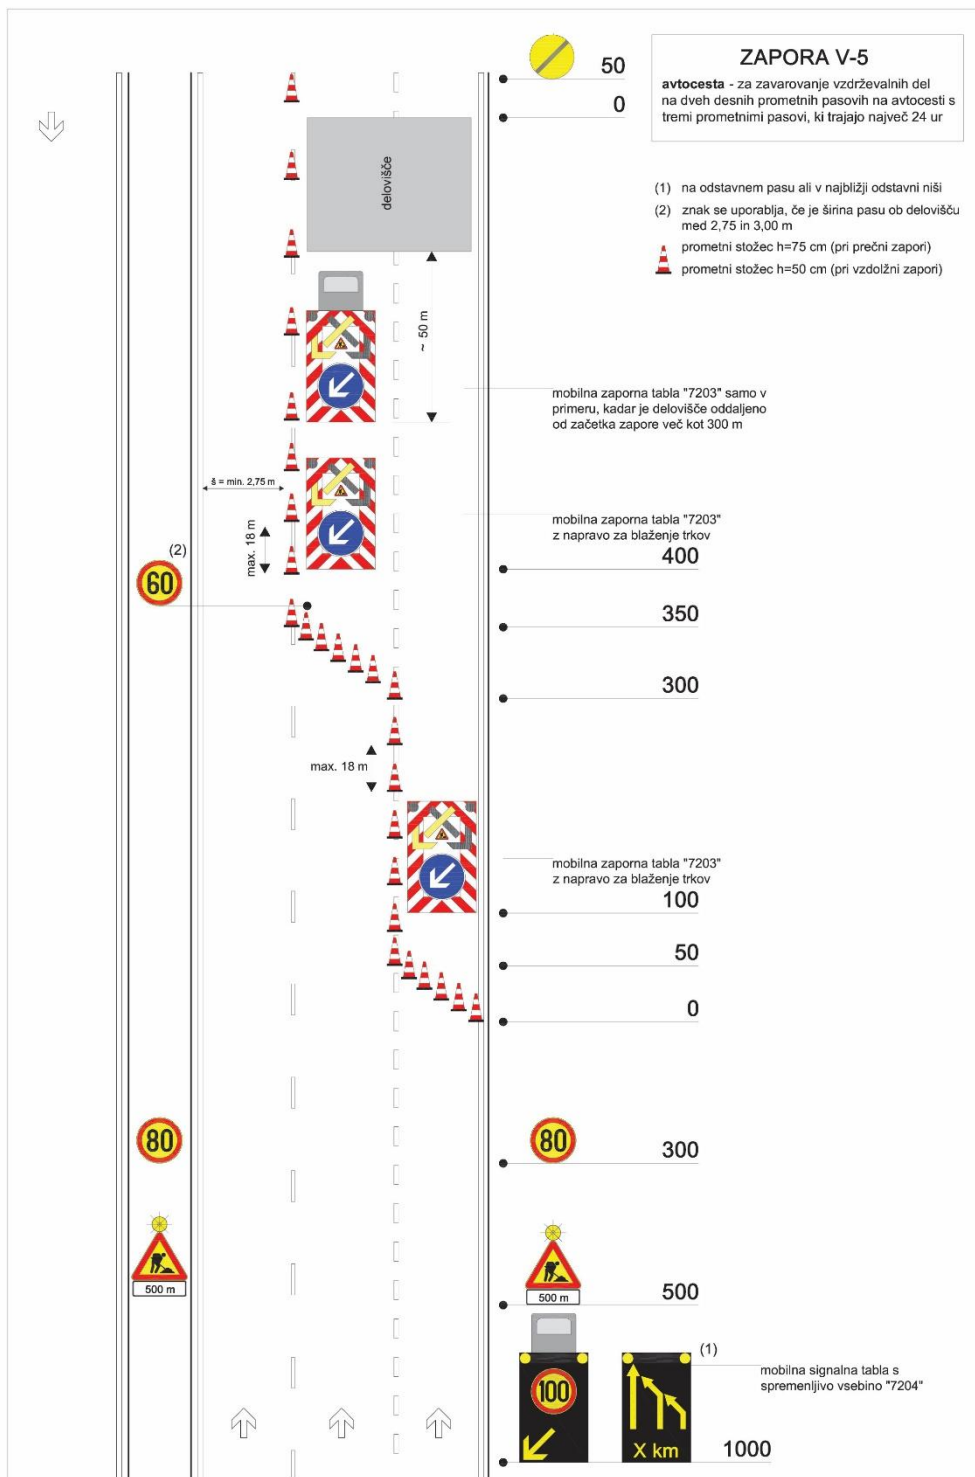 ZAPORA V-5
avtocesta - za zavarovanje vzdrževalnih del
na dveh desnih prometnih pasovih na avtocesti s
tremi prometnimi pasovi, ki trajajo največ 24 ur
50
0
(1) na odstavnem pasu ali v najbližji odstavni niši
(2) znak se uporablja, če je širina pasu ob delovišču
med 2,75 in 3,00 m
prometni stožec h=75 cm (pri prečni zapori)
prometni stožec h=50 cm (pri vzdolžni zapori)
delovišče
~ 50 m
mobilna zaporna tabla "7203" samo v
primeru, kadar je delovišče oddaljeno
od začetka zapore več kot 300 m
š = min. 2,75 m
max. 18 m
mobilna zaporna tabla "7203"
z napravo za blaženje trkov
400
(2)
60
350
300
max. 18 m
mobilna zaporna tabla "7203"
z napravo za blaženje trkov
100
50
0
80
80
300
500 m
500 m
500
(1)
100
X km
mobilna signalna tabla s
spremenljivo vsebino "7204"
1000